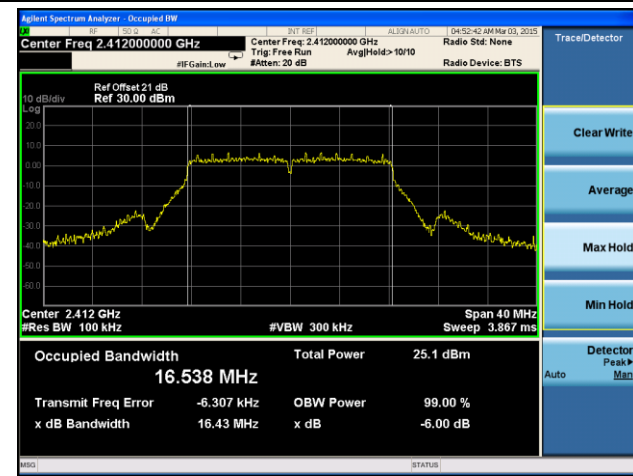 Agilent Spectrum Analyzer - Occupied BW
RF 50 Ω AC INT REF ALIGN AUTO 04:52:42 AM Mar 03, 2015
Center Freq 2.412000000 GHz Center Freq: 2.412000000 GHz Radio Std: None
Trig: Free Run Avg|Hold:> 10/10
#IFGain:Low #Atten: 20 dB Radio Device: BTS
Trace/Detector
Ref Offset 21 dB
10 dB/div Ref 30.00 dBm
Log
20.0
10.0
0.00
-10.0
-20.0
-30.0
-40.0
-50.0
-60.0
Center 2.412 GHz Span 40 MHz
#Res BW 100 kHz #VBW 300 kHz Sweep 3.867 ms
Occupied Bandwidth Total Power 25.1 dBm
16.538 MHz
Transmit Freq Error -6.307 kHz OBW Power 99.00 %
x dB Bandwidth 16.43 MHz x dB -6.00 dB
Clear Write
Average
Max Hold
Min Hold
Detector
Peak▶
Auto Man
MSG STATUS